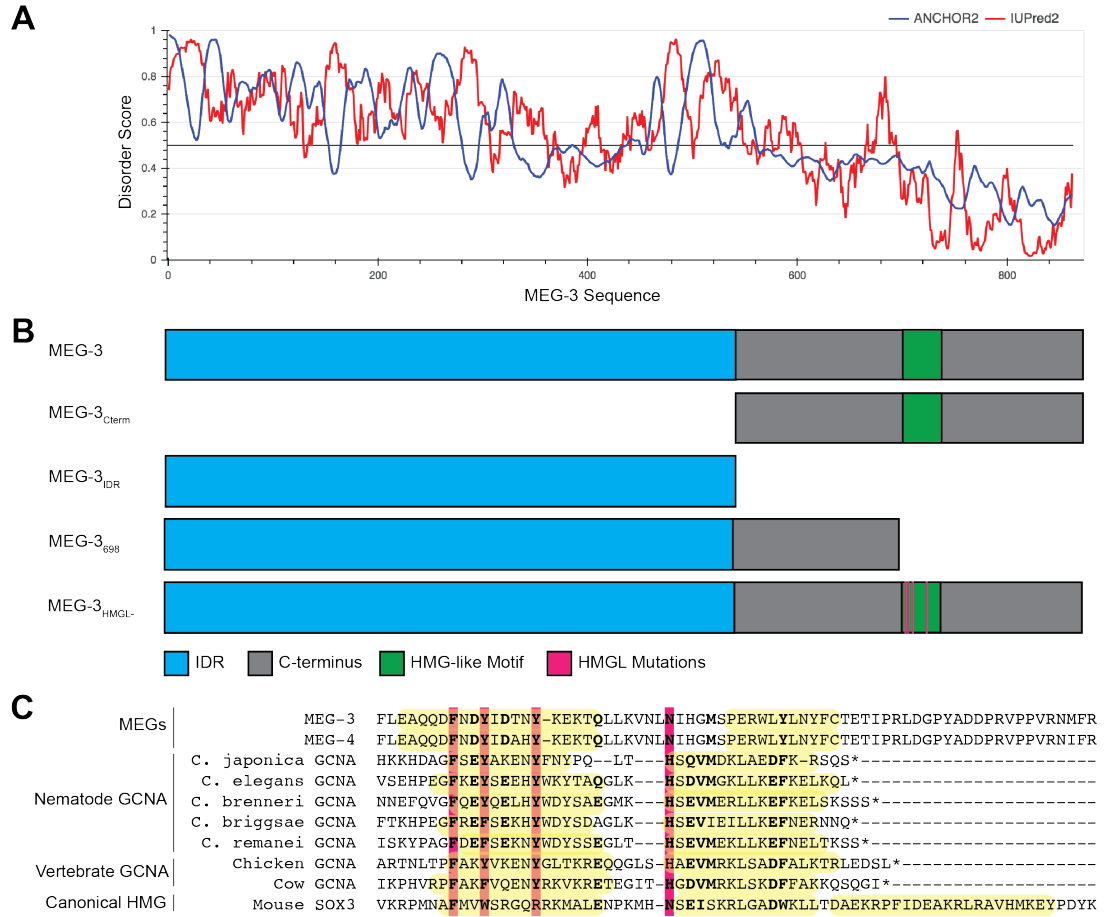 A
ANCHOR2 IUPred2
1
0.8
0.6
0.4
0.2
0
Disorder Score
0 200 400 600 800
MEG-3 Sequence
B
MEG-3
MEG-3Cterm
MEG-3IDR
MEG-3698
MEG-3HMGL-
IDR C-terminus HMG-like Motif HMGL Mutations
C
MEGs
MEG-3 FLEAQQDFNDYIDTNY-KEKTQLLKVNLNIHGMSPERWLYLNYFCTETIPRLDGPYADDPRVPPVRNMFR
MEG-4 FLEAQQDFNDYIDAHY-KEKTQLLKVNLNIHGMSPERWLYLNYFCTETIPRLDGPYADDPRVPPVRNIFR
Nematode GCNA
C. japonica GCNA HKKHDAGFSEYAKENYFNYPQ--LT---HSQVMDKLAEDFK-RSQS*-----------------------
C. elegans GCNA VSEHPEGFKEYSEEHYWKYTAQGLK---HSDVMGKLSEEFKELKQL*-----------------------
C. brenneri GCNA NNEFQVGFQEYQELHYWDYSAEGMK---HSEVMERLLKEFKELSKSSS*---------------------
C. briggsae GCNA FTKHPEGFREFSEKHYWDYSDAGLK---HSEVIEILLKEFNERNNQ*-----------------------
C. remanei GCNA ISKYPAGFDEFSEKNYWDYSSEGLT---HSEVMEKLLKEFNELTKSS*----------------------
Vertebrate GCNA
Chicken GCNA ARTNLTPFAKYVKENYGLTKREQQGLS-HAEVMRKLSADFALKTRLEDSL*-------------------
Cow GCNA IKPHVRPFAKFVQENYRKVKRETEGIT-HGDVMRKLSKDFFAKKQSQGI*--------------------
Canonical HMG
Mouse SOX3 VKRPMNAFMVWSRGQRRKMALENPKMH-NSEISKRLGADWKLLTDAEKRPFIDEAKRLRAVHMKEYPDYK